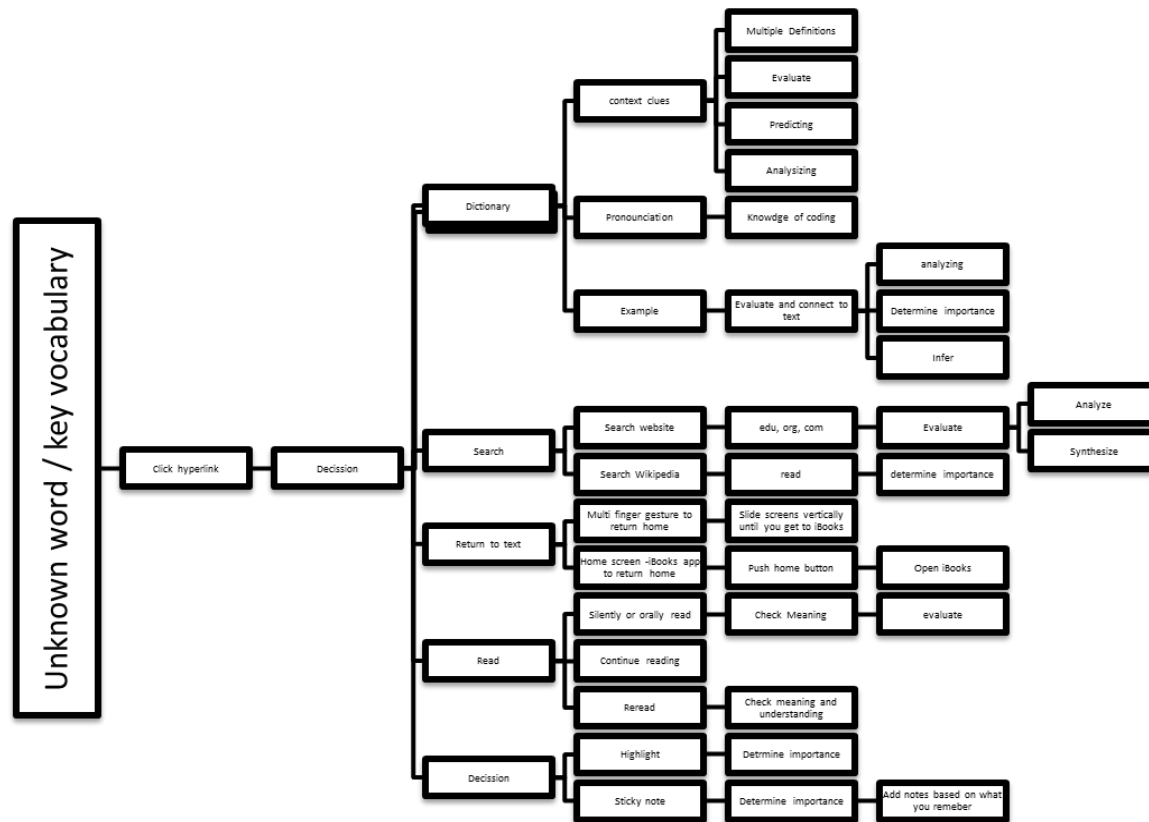 Unknown word / key vocabulary
Click hyperlink
Decission
Dictionary
context clues
Multiple Definitions
Evaluate
Predicting
Analysizing
Pronounciation
Knowdge of coding
Example
Evaluate and connect to
text
analyzing
Determine importance
Infer
Search
Search website
edu, org, com
Evaluate
Analyze
Synthesize
Search Wikipedia
read
determine importance
Return to text
Multi finger gesture to
return home
Slide screens vertically
until you get to iBooks
Home screen -iBooks app
to return home
Push home button
Open iBooks
Read
Silently or orally read
Check Meaning
evaluate
Continue reading
Reread
Check meaning and
understanding
Decission
Highlight
Detrmine importance
Sticky note
Determine importance
Add notes based on what
you remeber